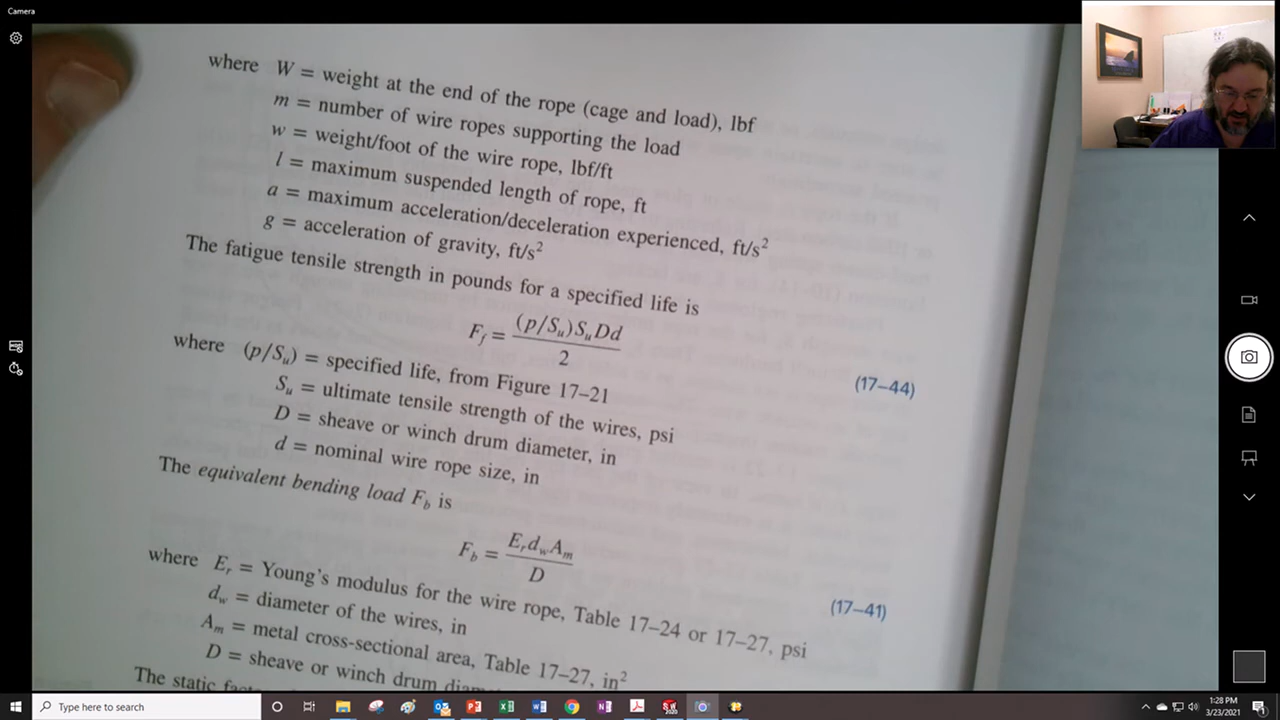 Camera
where W = weight at the end of the rope (cage and load), lbf
m = number of wire ropes supporting the load
w = weight/foot of the wire rope, lbf/ft
l = maximum suspended length of rope, ft
a = maximum acceleration/deceleration experienced, ft/s²
g = acceleration of gravity, ft/s²
The fatigue tensile strength in pounds for a specified life is
F_f = (p/S_u)S_u Dd / 2
(17–44)
where (p/S_u) = specified life, from Figure 17–21
S_u = ultimate tensile strength of the wires, psi
D = sheave or winch drum diameter, in
d = nominal wire rope size, in
The equivalent bending load F_b is
F_b = E_r d_w A_m / D
(17–41)
where E_r = Young's modulus for the wire rope, Table 17–24 or 17–27, psi
d_w = diameter of the wires, in
A_m = metal cross-sectional area, Table 17–27, in²
D = sheave or winch drum
The static
Type here to search
1:28 PM
3/23/2021